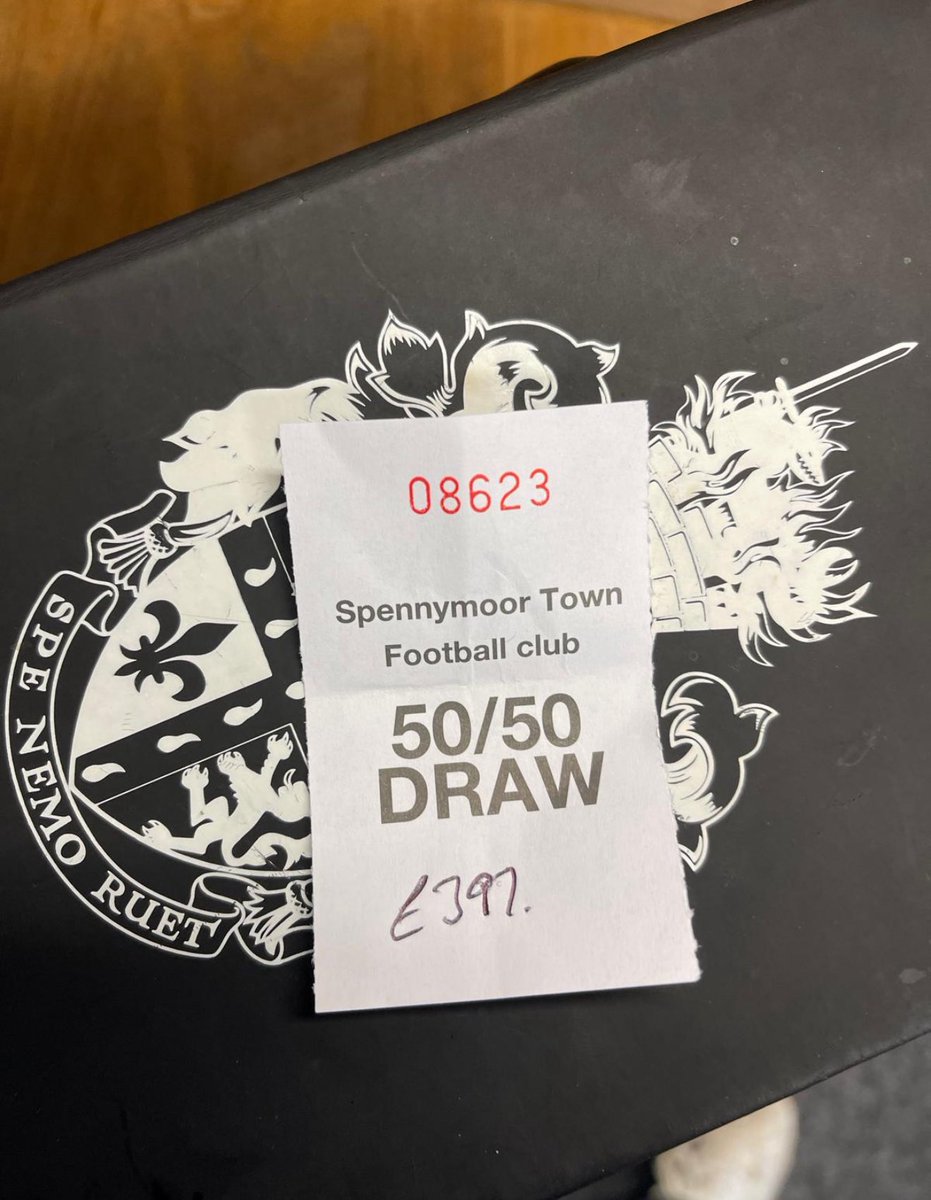 08623
Spennymoor Town
Football club
50/50
DRAW
£397.
SPE NEMO RUET